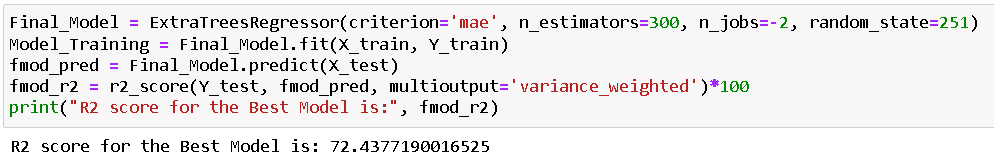 Final_Model = ExtraTreesRegressor(criterion='mae', n_estimators=300, n_jobs=-2, random_state=251)
Model_Training = Final_Model.fit(X_train, Y_train)
fmod_pred = Final_Model.predict(X_test)
fmod_r2 = r2_score(Y_test, fmod_pred, multioutput='variance_weighted')*100
print("R2 score for the Best Model is:", fmod_r2)
R2 score for the Best Model is: 72.4377190016525